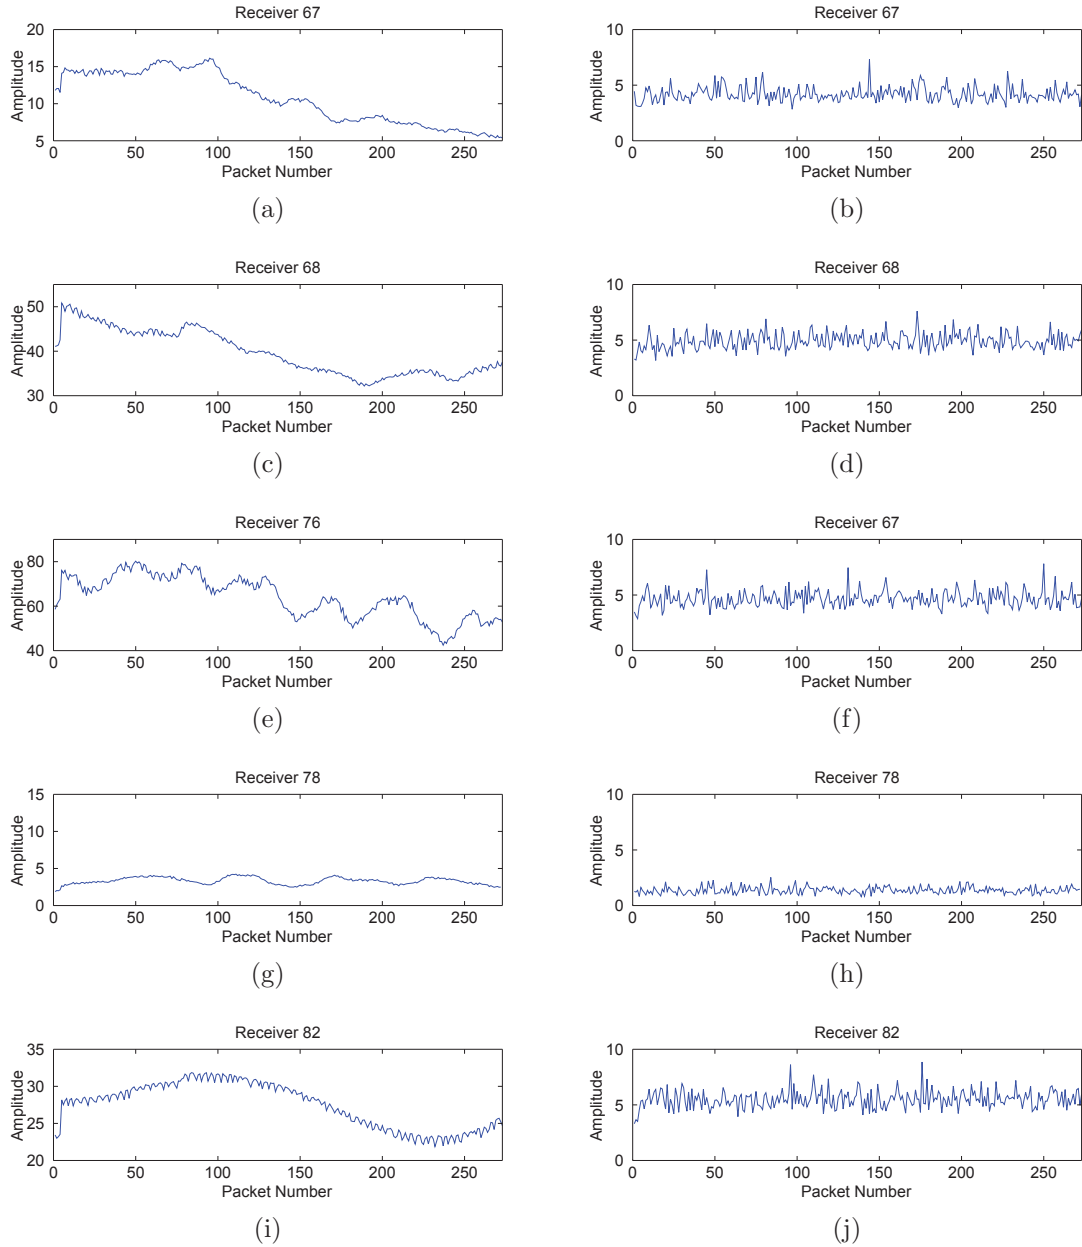 Receiver 67
Amplitude
20
15
10
5
0 50 100 150 200 250
Packet Number
(a)
Receiver 67
Amplitude
10
5
0
0 50 100 150 200 250
Packet Number
(b)
Receiver 68
Amplitude
50
40
30
0 50 100 150 200 250
Packet Number
(c)
Receiver 68
Amplitude
10
5
0
0 50 100 150 200 250
Packet Number
(d)
Receiver 76
Amplitude
80
60
40
0 50 100 150 200 250
Packet Number
(e)
Receiver 67
Amplitude
10
5
0
0 50 100 150 200 250
Packet Number
(f)
Receiver 78
Amplitude
15
10
5
0
0 50 100 150 200 250
Packet Number
(g)
Receiver 78
Amplitude
10
5
0
0 50 100 150 200 250
Packet Number
(h)
Receiver 82
Amplitude
35
30
25
20
0 50 100 150 200 250
Packet Number
(i)
Receiver 82
Amplitude
10
5
0
0 50 100 150 200 250
Packet Number
(j)